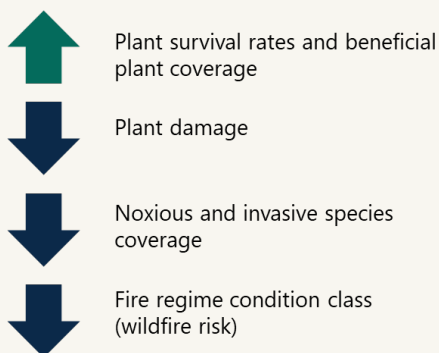 Plant survival rates and beneficial
plant coverage
Plant damage
Noxious and invasive species
coverage
Fire regime condition class
(wildfire risk)